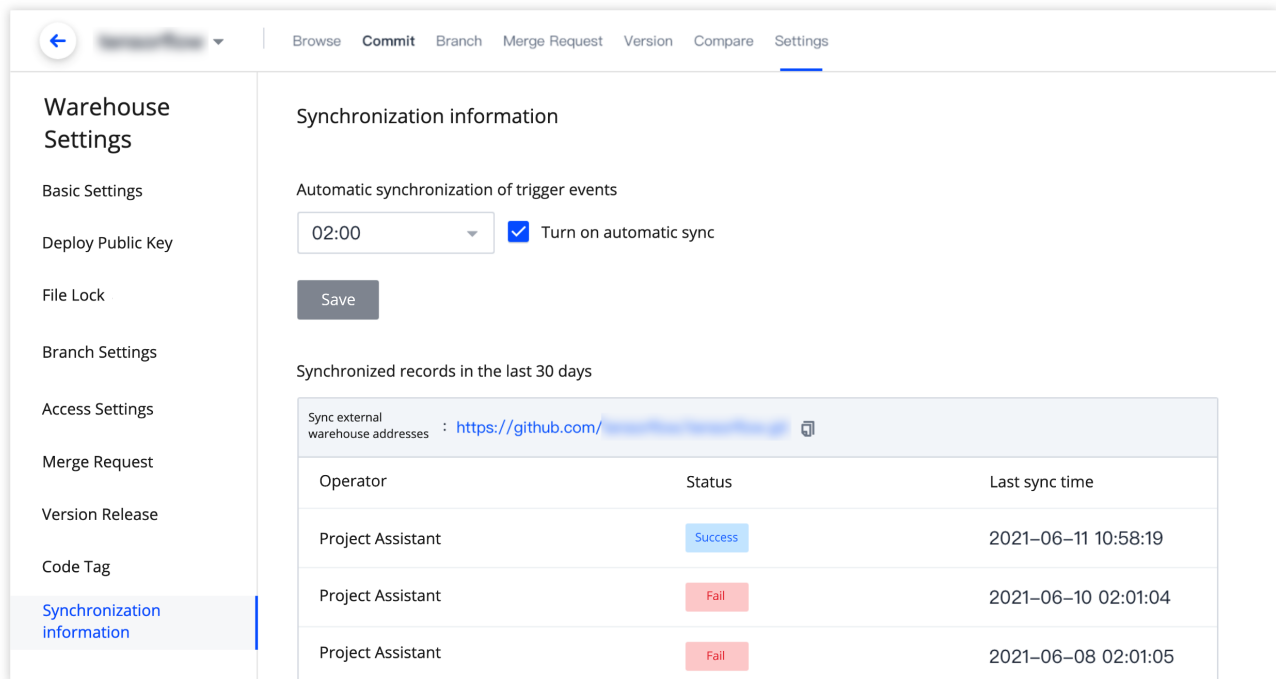 Browse Commit Branch Merge Request Version Compare Settings
Warehouse
Settings
Basic Settings
Deploy Public Key
File Lock
Branch Settings
Access Settings
Merge Request
Version Release
Code Tag
Synchronization
information
Synchronization information
Automatic synchronization of trigger events
02:00 Turn on automatic sync
Save
Synchronized records in the last 30 days
Sync external
warehouse addresses : https://github.com/
Operator Status Last sync time
Project Assistant Success 2021-06-11 10:58:19
Project Assistant Fail 2021-06-10 02:01:04
Project Assistant Fail 2021-06-08 02:01:05